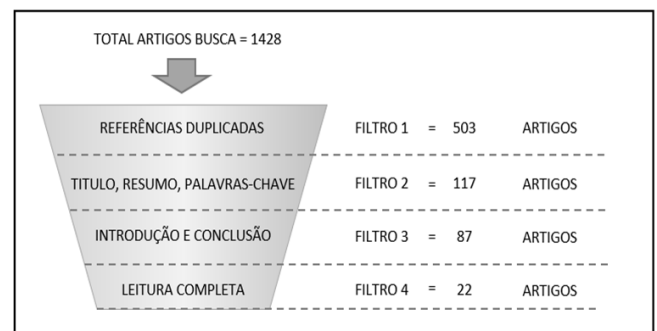 TOTAL ARTIGOS BUSCA = 1428
REFERÊNCIAS DUPLICADAS FILTRO 1 = 503 ARTIGOS
TITULO, RESUMO, PALAVRAS-CHAVE FILTRO 2 = 117 ARTIGOS
INTRODUÇÃO E CONCLUSÃO FILTRO 3 = 87 ARTIGOS
LEITURA COMPLETA FILTRO 4 = 22 ARTIGOS